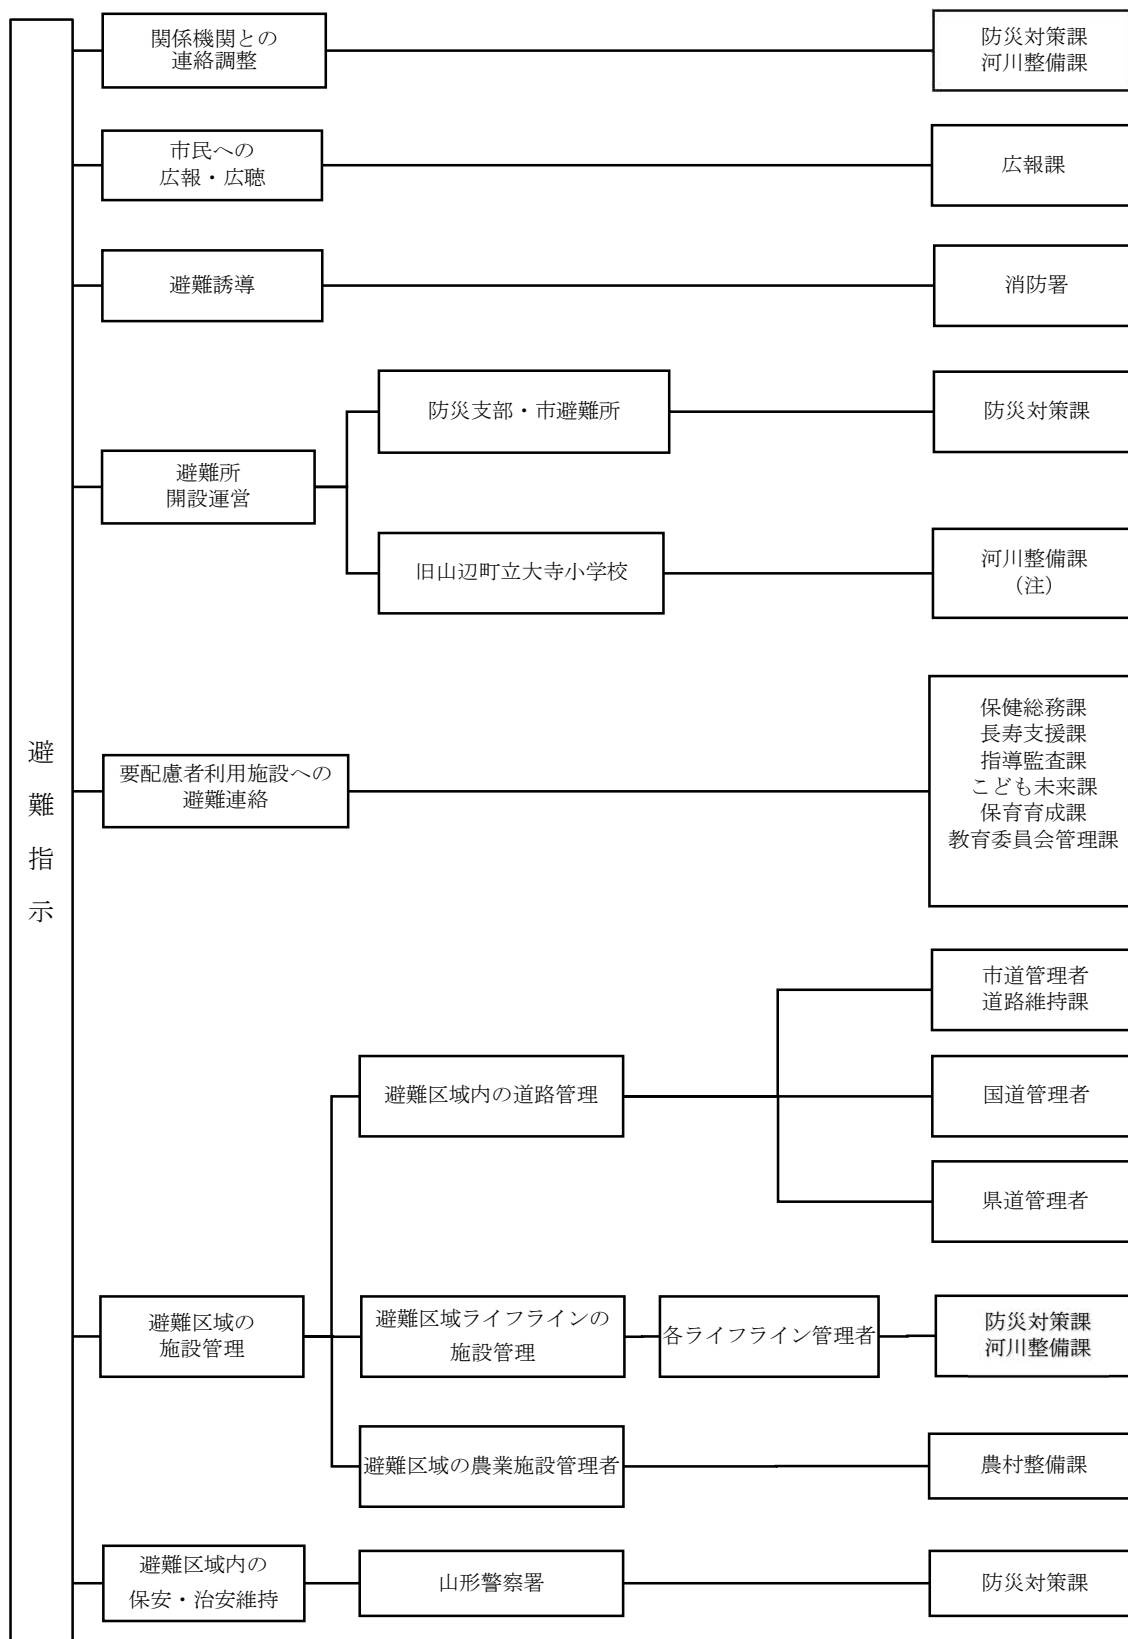 避難指示
関係機関との
連絡調整
防災対策課
河川整備課
市民への
広報・広聴
広報課
避難誘導
消防署
避難所
開設運営
防災支部・市避難所
防災対策課
旧山辺町立大寺小学校
河川整備課
（注）
要配慮者利用施設への
避難連絡
保健総務課
長寿支援課
指導監査課
こども未来課
保育育成課
教育委員会管理課
避難区域の
施設管理
避難区域内の道路管理
市道管理者
道路維持課
国道管理者
県道管理者
避難区域ライフラインの
施設管理
各ライフライン管理者
防災対策課
河川整備課
避難区域の農業施設管理者
農村整備課
避難区域内の
保安・治安維持
山形警察署
防災対策課